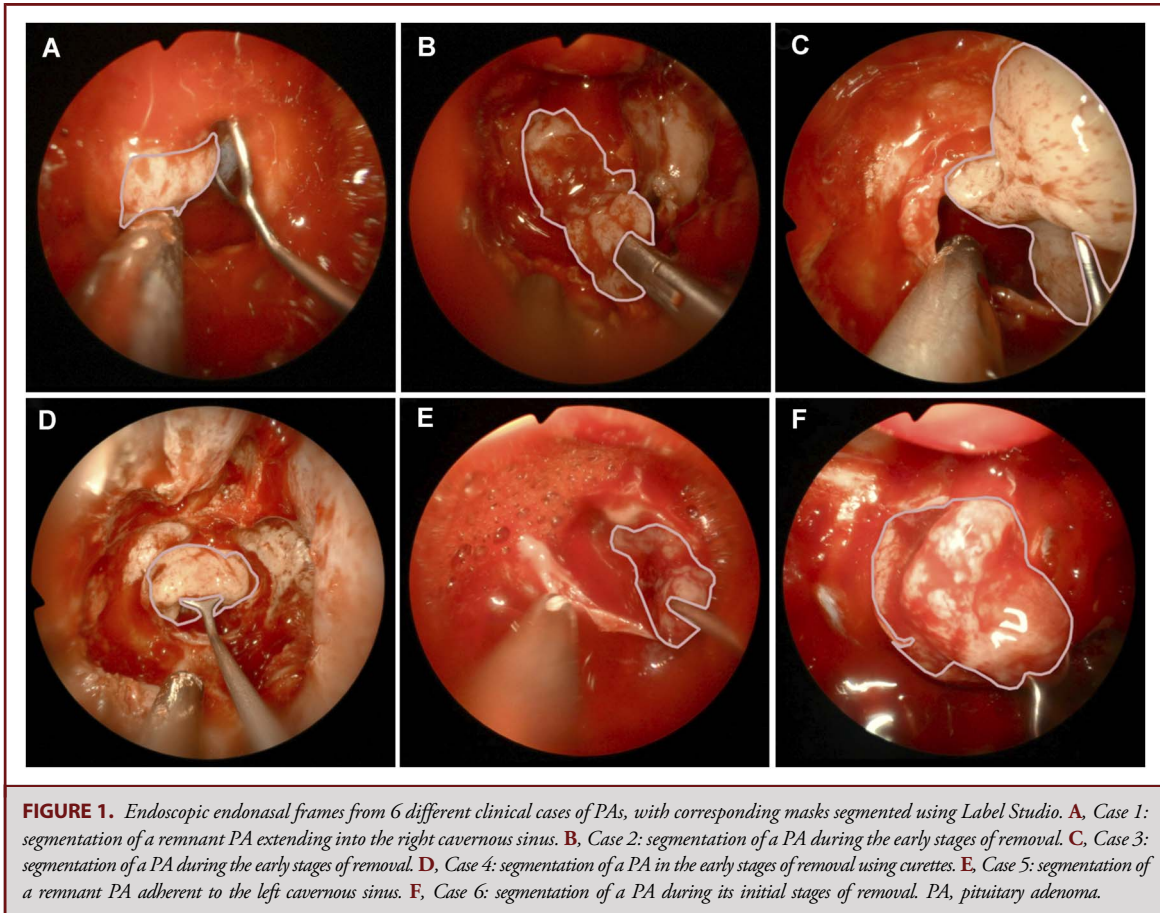 A
B
C
D
E
F
FIGURE 1. Endoscopic endonasal frames from 6 different clinical cases of PAs, with corresponding masks segmented using Label Studio. A, Case 1:
segmentation of a remnant PA extending into the right cavernous sinus. B, Case 2: segmentation of a PA during the early stages of removal. C, Case 3:
segmentation of a PA during the early stages of removal. D, Case 4: segmentation of a PA in the early stages of removal using curettes. E, Case 5: segmentation of
a remnant PA adherent to the left cavernous sinus. F, Case 6: segmentation of a PA during its initial stages of removal. PA, pituitary adenoma.